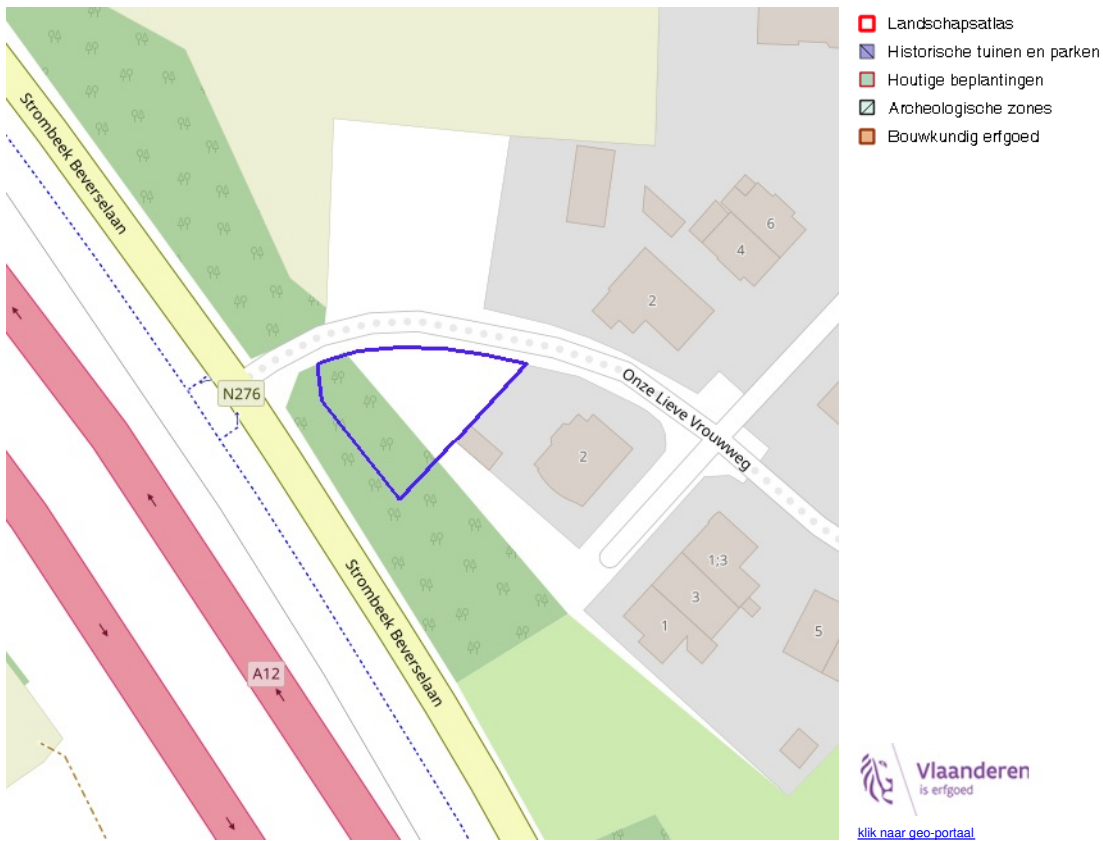 Strombeek Beverselaan
N276
Strombeek Beverselaan
A12
Onze Lieve Vrouwweg
6
4
2
2
1;3
3
1
5
Landschapsatlas
Historische tuinen en parken
Houtige beplantingen
Archeologische zones
Bouwkundig erfgoed
Vlaanderen
is erfgoed
klik naar geo-portaal